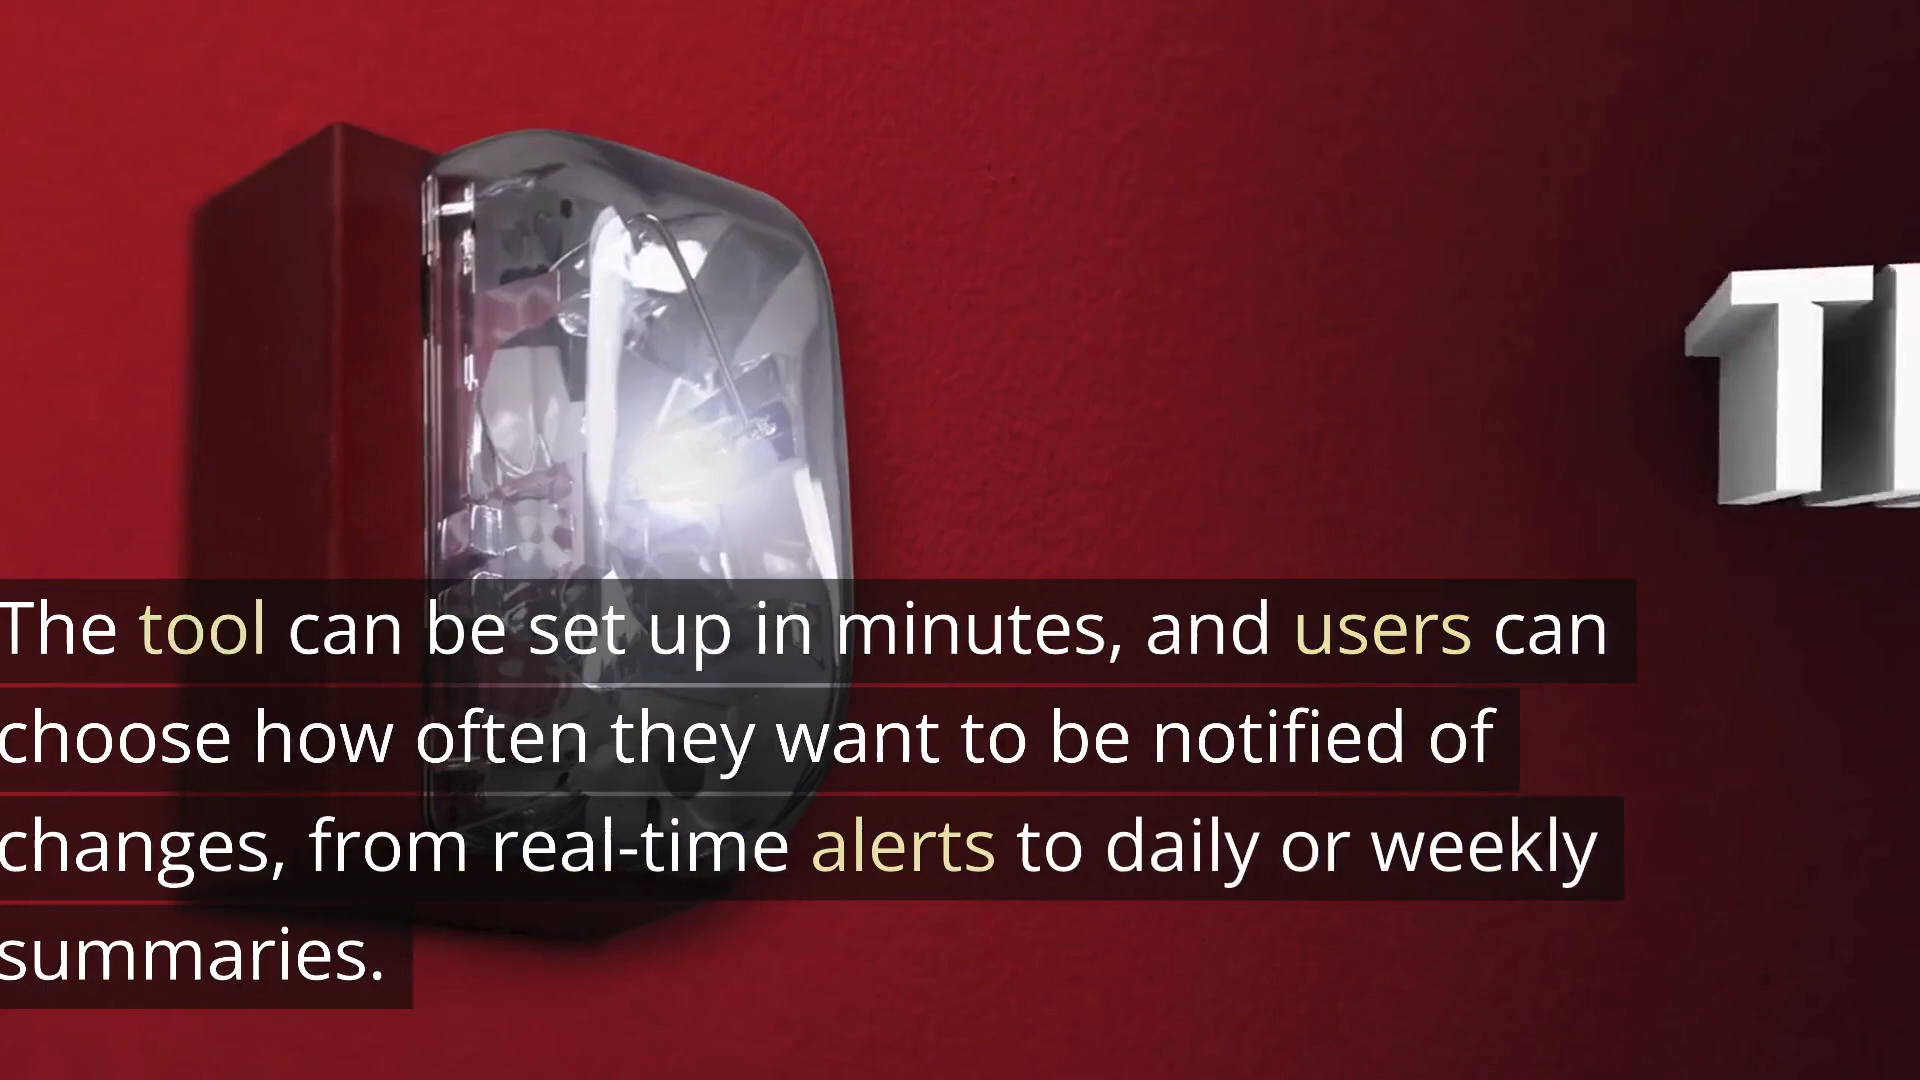 The tool can be set up in minutes, and users can
choose how often they want to be notified of
changes, from real-time alerts to daily or weekly
summaries.